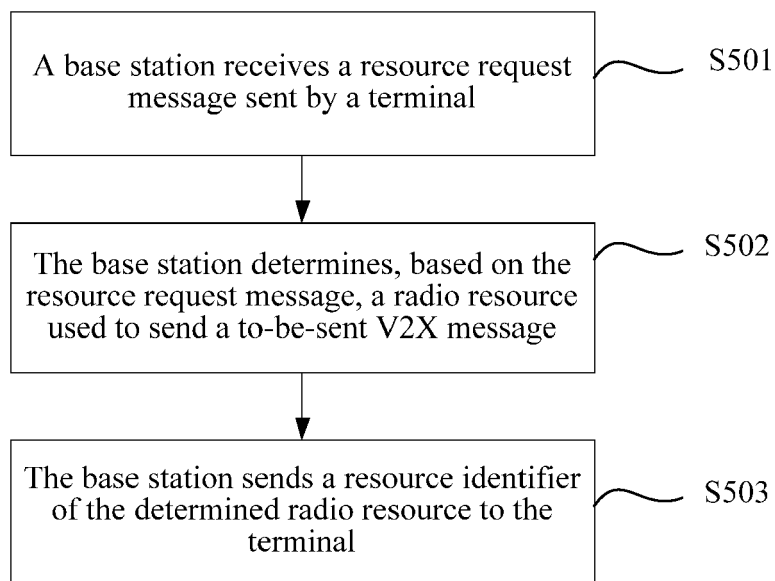 A base station receives a resource request
message sent by a terminal
S501
The base station determines, based on the
resource request message, a radio resource
used to send a to-be-sent V2X message
S502
The base station sends a resource identifier
of the determined radio resource to the
terminal
S503